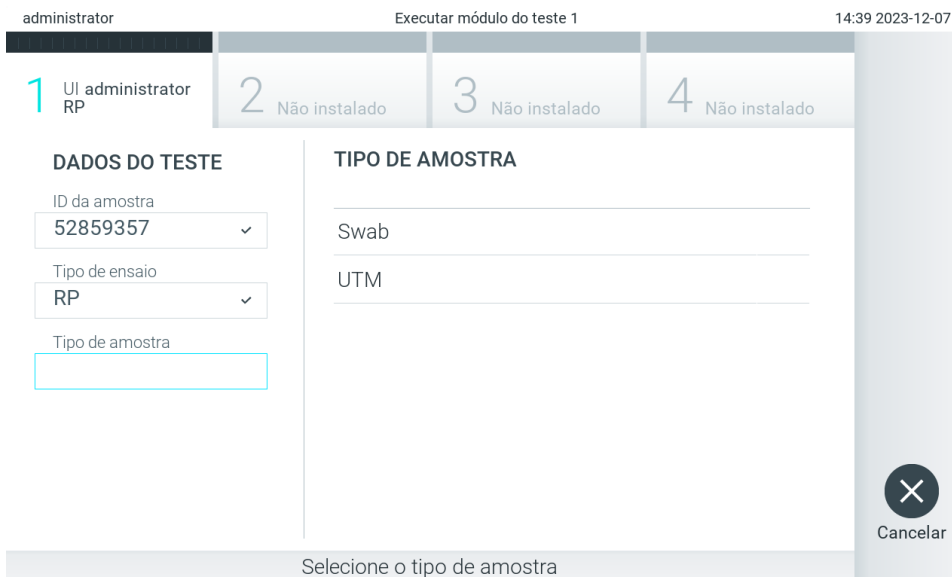 administrator
Executar módulo do teste 1
14:39 2023-12-07
1 UI administrator
RP
2 Não instalado
3 Não instalado
4 Não instalado
DADOS DO TESTE
ID da amostra
52859357
Tipo de ensaio
RP
Tipo de amostra
TIPO DE AMOSTRA
Swab
UTM
Cancelar
Selecione o tipo de amostra